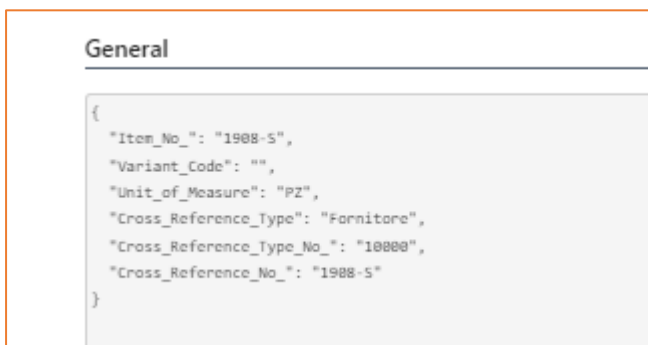 General
{
"Item_No_": "1908-S",
"Variant_Code": "",
"Unit_of_Measure": "PZ",
"Cross_Reference_Type": "Fornitore",
"Cross_Reference_Type_No_": "10000",
"Cross_Reference_No_": "1908-S"
}